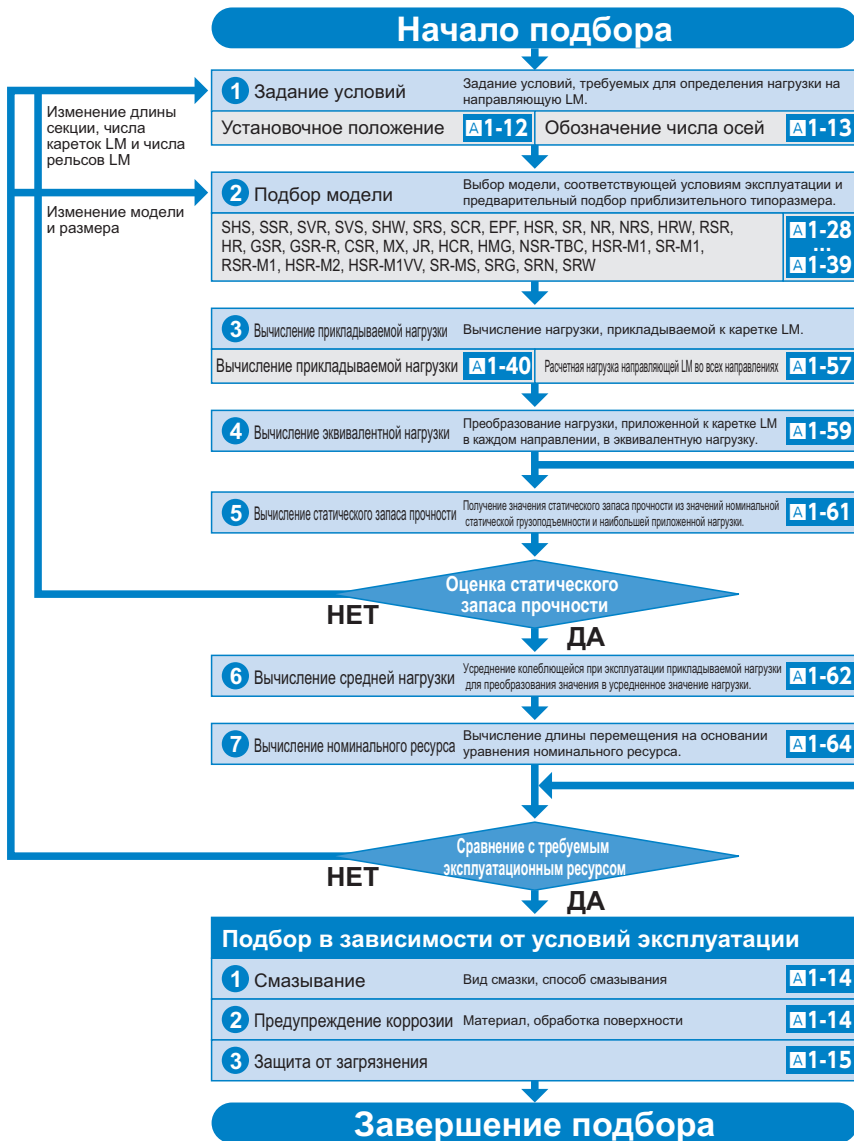 Начало подбора
1 Задание условий
Задание условий, требуемых для определения нагрузки на
направляющую LM.
Установочное положение A1-12 Обозначение числа осей A1-13
Изменение длины
секции, числа
кареток LM и числа
рельсов LM
2 Подбор модели
Выбор модели, соответствующей условиям эксплуатации и
предварительный подбор приблизительного типоразмера.
Изменение модели
и размера
SHS, SSR, SVR, SVS, SHW, SRS, SCR, EPF, HSR, SR, NR, NRS, HRW, RSR,
HR, GSR, GSR-R, CSR, MX, JR, HCR, HMG, NSR-TBC, HSR-M1, SR-M1,
RSR-M1, HSR-M2, HSR-M1VV, SR-MS, SRG, SRN, SRW
A1-28
...
A1-39
3 Вычисление прикладываемой нагрузки Вычисление нагрузки, прикладываемой к каретке LM.
Вычисление прикладываемой нагрузки A1-40 Расчетная нагрузка направляющей LM во всех направлениях A1-57
4 Вычисление эквивалентной нагрузки
Преобразование нагрузки, приложенной к каретке LM
в каждом направлении, в эквивалентную нагрузку.
A1-59
5 Вычисление статического запаса прочности
Получение значения статического запаса прочности из значений номинальной
статической грузоподъемности и наибольшей приложенной нагрузки.
A1-61
Оценка статического
запаса прочности
НЕТ
ДА
6 Вычисление средней нагрузки
Усреднение колеблющейся при эксплуатации прикладываемой нагрузки
для преобразования значения в усредненное значение нагрузки.
A1-62
7 Вычисление номинального ресурса
Вычисление длины перемещения на основании
уравнения номинального ресурса.
A1-64
Сравнение с требуемым
эксплуатационным ресурсом
НЕТ
ДА
Подбор в зависимости от условий эксплуатации
1 Смазывание Вид смазки, способ смазывания A1-14
2 Предупреждение коррозии Материал, обработка поверхности A1-14
3 Защита от загрязнения A1-15
Завершение подбора